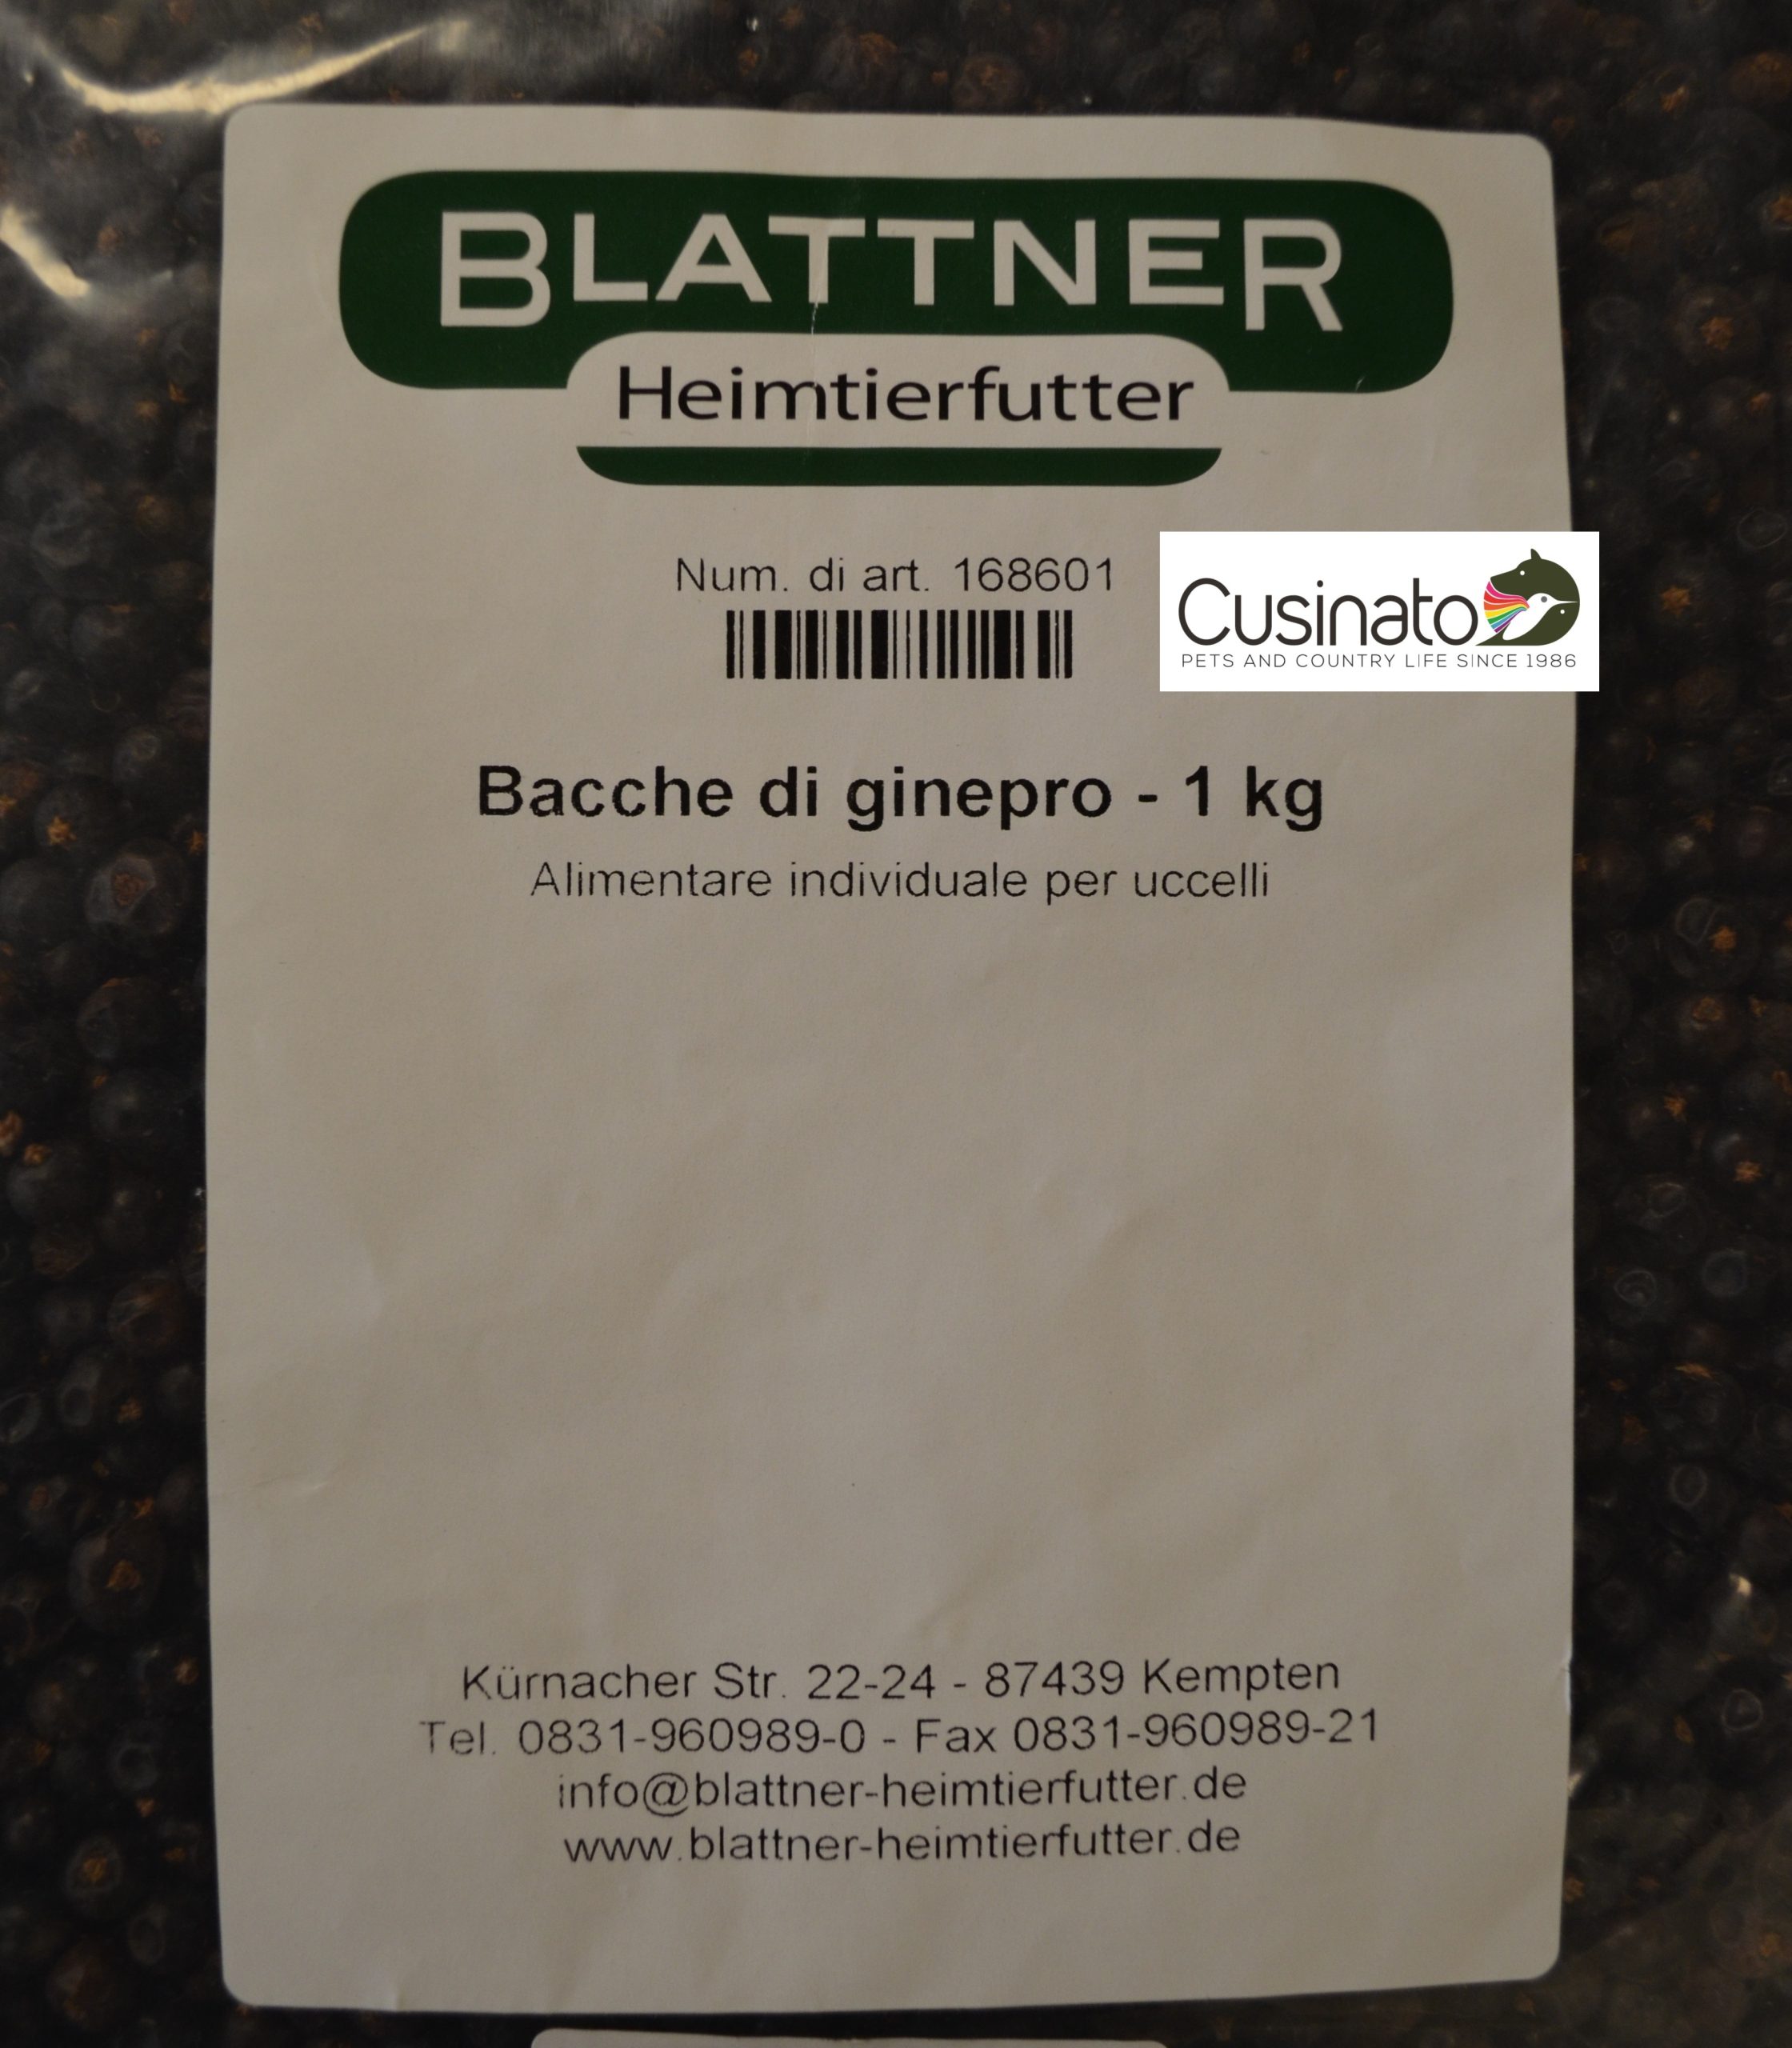 BLATTNER
Heimtierfutter
Num. di art. 168601
Cusinato
PETS AND COUNTRY LIFE SINCE 1986
Bacche di ginepro - 1 kg
Alimentare individuale per uccelli
Kürnacher Str. 22-24 - 87439 Kempten
Tel. 0831-960989-0 - Fax 0831-960989-21
info@blattner-heimtierfutter.de
www.blattner-heimtierfutter.de